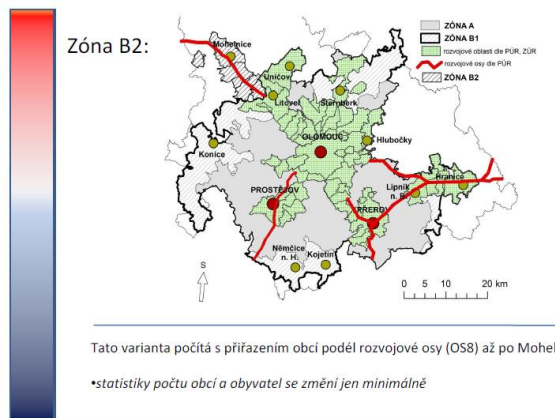 Zóna B2:
ZÓNA A
ZÓNA B1
rozvojové oblasti dle PÚR, ZÚR
rozvojové osy dle PÚR
ZÓNA B2
Mohelnice
Uničov
Litovel
Šternberk
OLOMOUC
Hlubočky
Konice
Hranice
Lipník
n. B.
PROSTĚJOV
PŘEROV
Němčice
n. H.
Kojetín
S
0 5 10 20 km
Tato varianta počítá s přiřazením obcí podél rozvojové osy (OS8) až po Mohel
•statistiky počtu obcí a obyvatel se změní jen minimálně